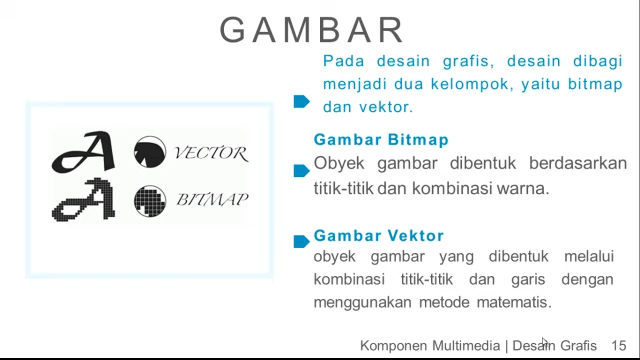 GAMBAR
Pada desain grafis, desain dibagi
menjadi dua kelompok, yaitu bitmap
dan vektor.
A VECTOR
A BITMAP
Gambar Bitmap
Obyek gambar dibentuk berdasarkan
titik-titik dan kombinasi warna.
Gambar Vektor
obyek gambar yang dibentuk melalui
kombinasi titik-titik dan garis dengan
menggunakan metode matematis.
Komponen Multimedia | Desain Grafis 15